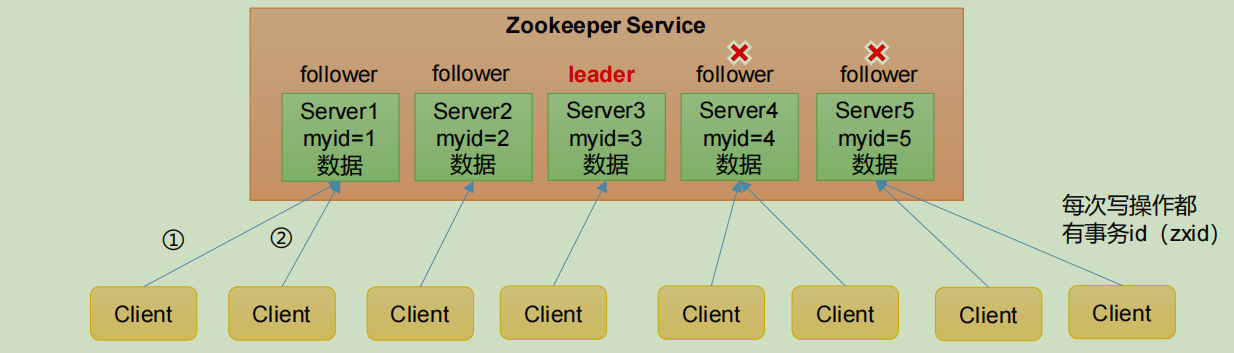 Zookeeper Service
follower
follower
leader
follower
follower
Server1
myid=1
数据
Server2
myid=2
数据
Server3
myid=3
数据
Server4
myid=4
数据
Server5
myid=5
数据
每次写操作都
有事务id（zxid）
①
②
Client
Client
Client
Client
Client
Client
Client
Client